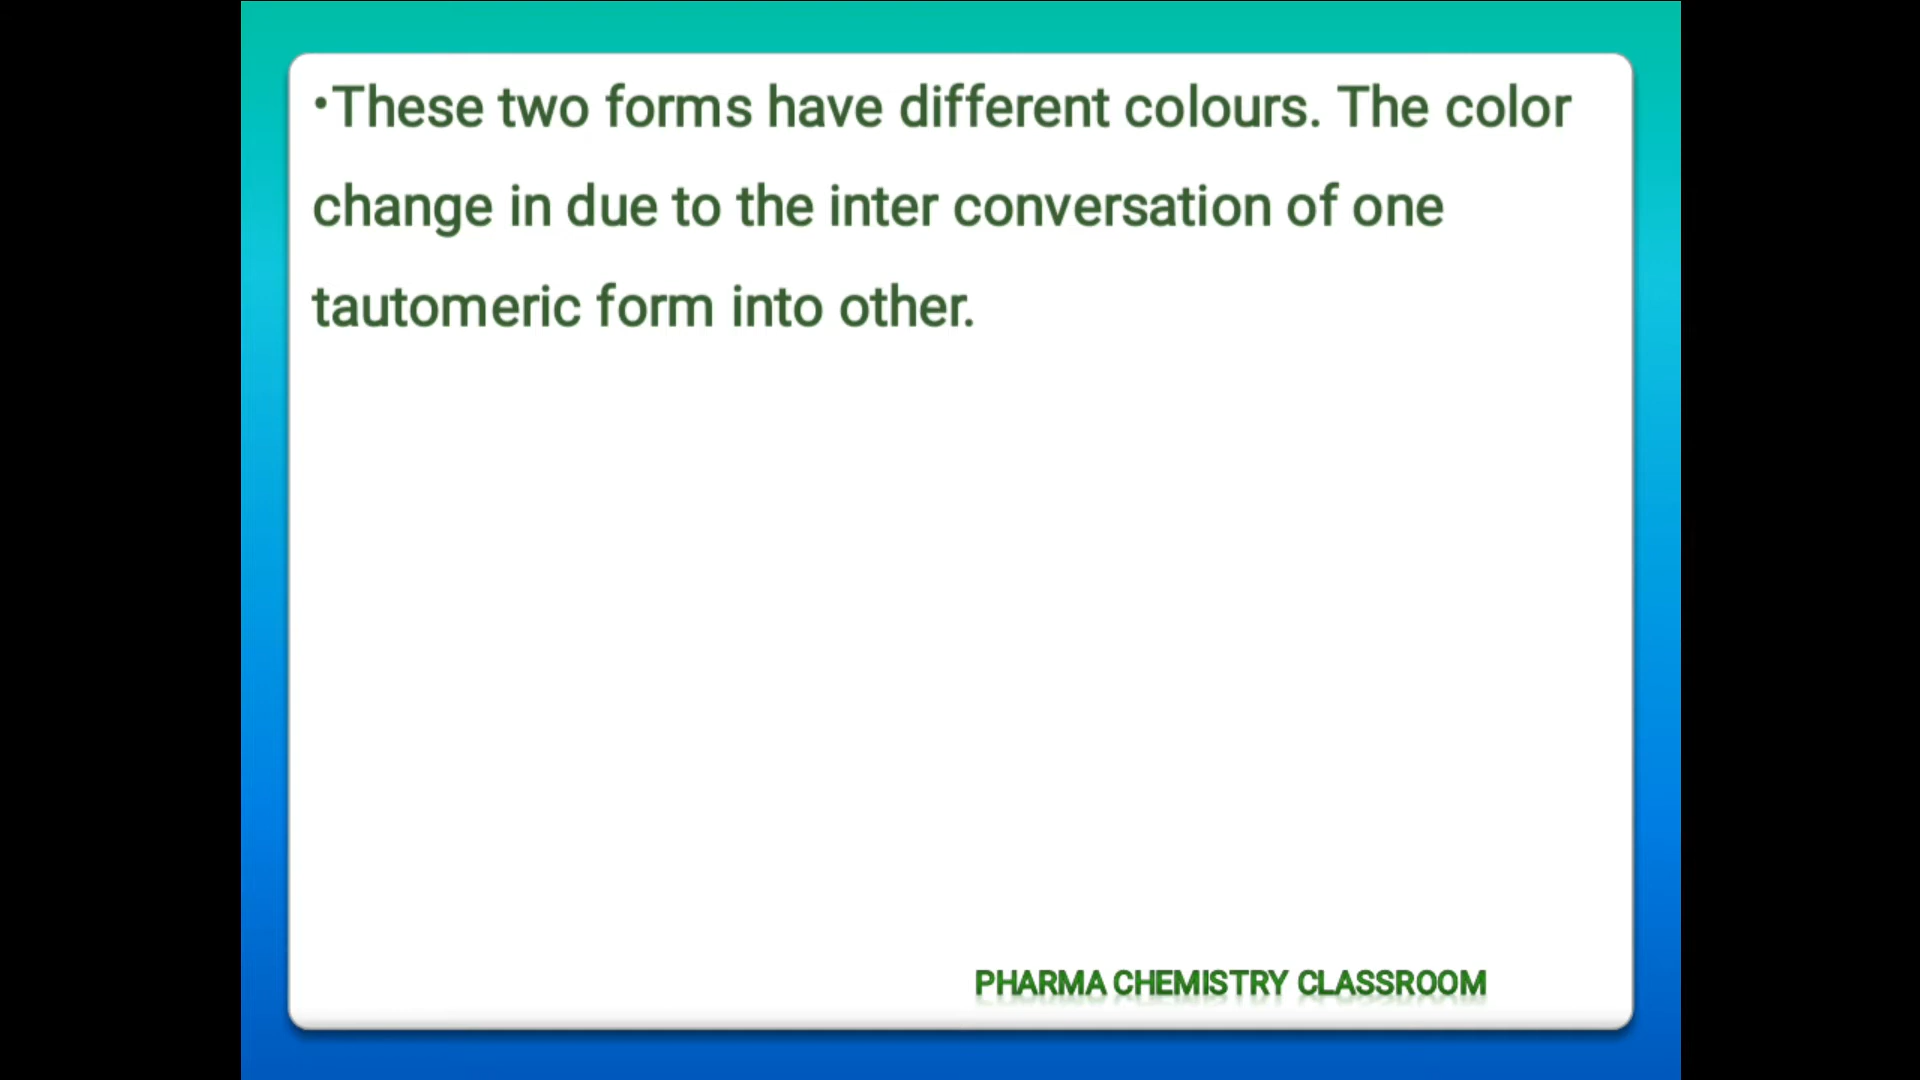 •These two forms have different colours. The color
change in due to the inter conversation of one
tautomeric form into other.
PHARMA CHEMISTRY CLASSROOM